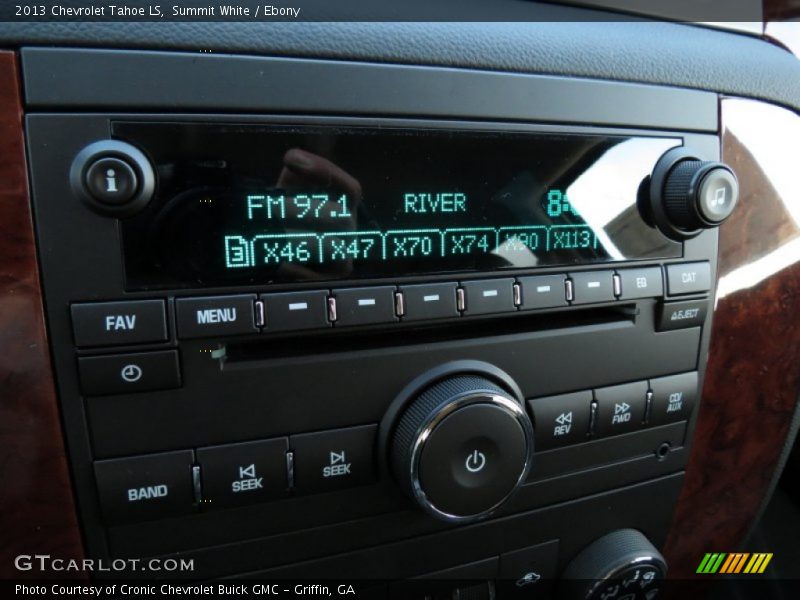 2013 Chevrolet Tahoe LS, Summit White / Ebony
i
FM 97.1 RIVER
3 X46 X47 X70 X74 X90 X113
FAV MENU EQ CAT
EJECT
REV FWD CD/AUX
BAND SEEK SEEK
GTCARLOT.COM
Photo Courtesy of Cronic Chevrolet Buick GMC - Griffin, GA